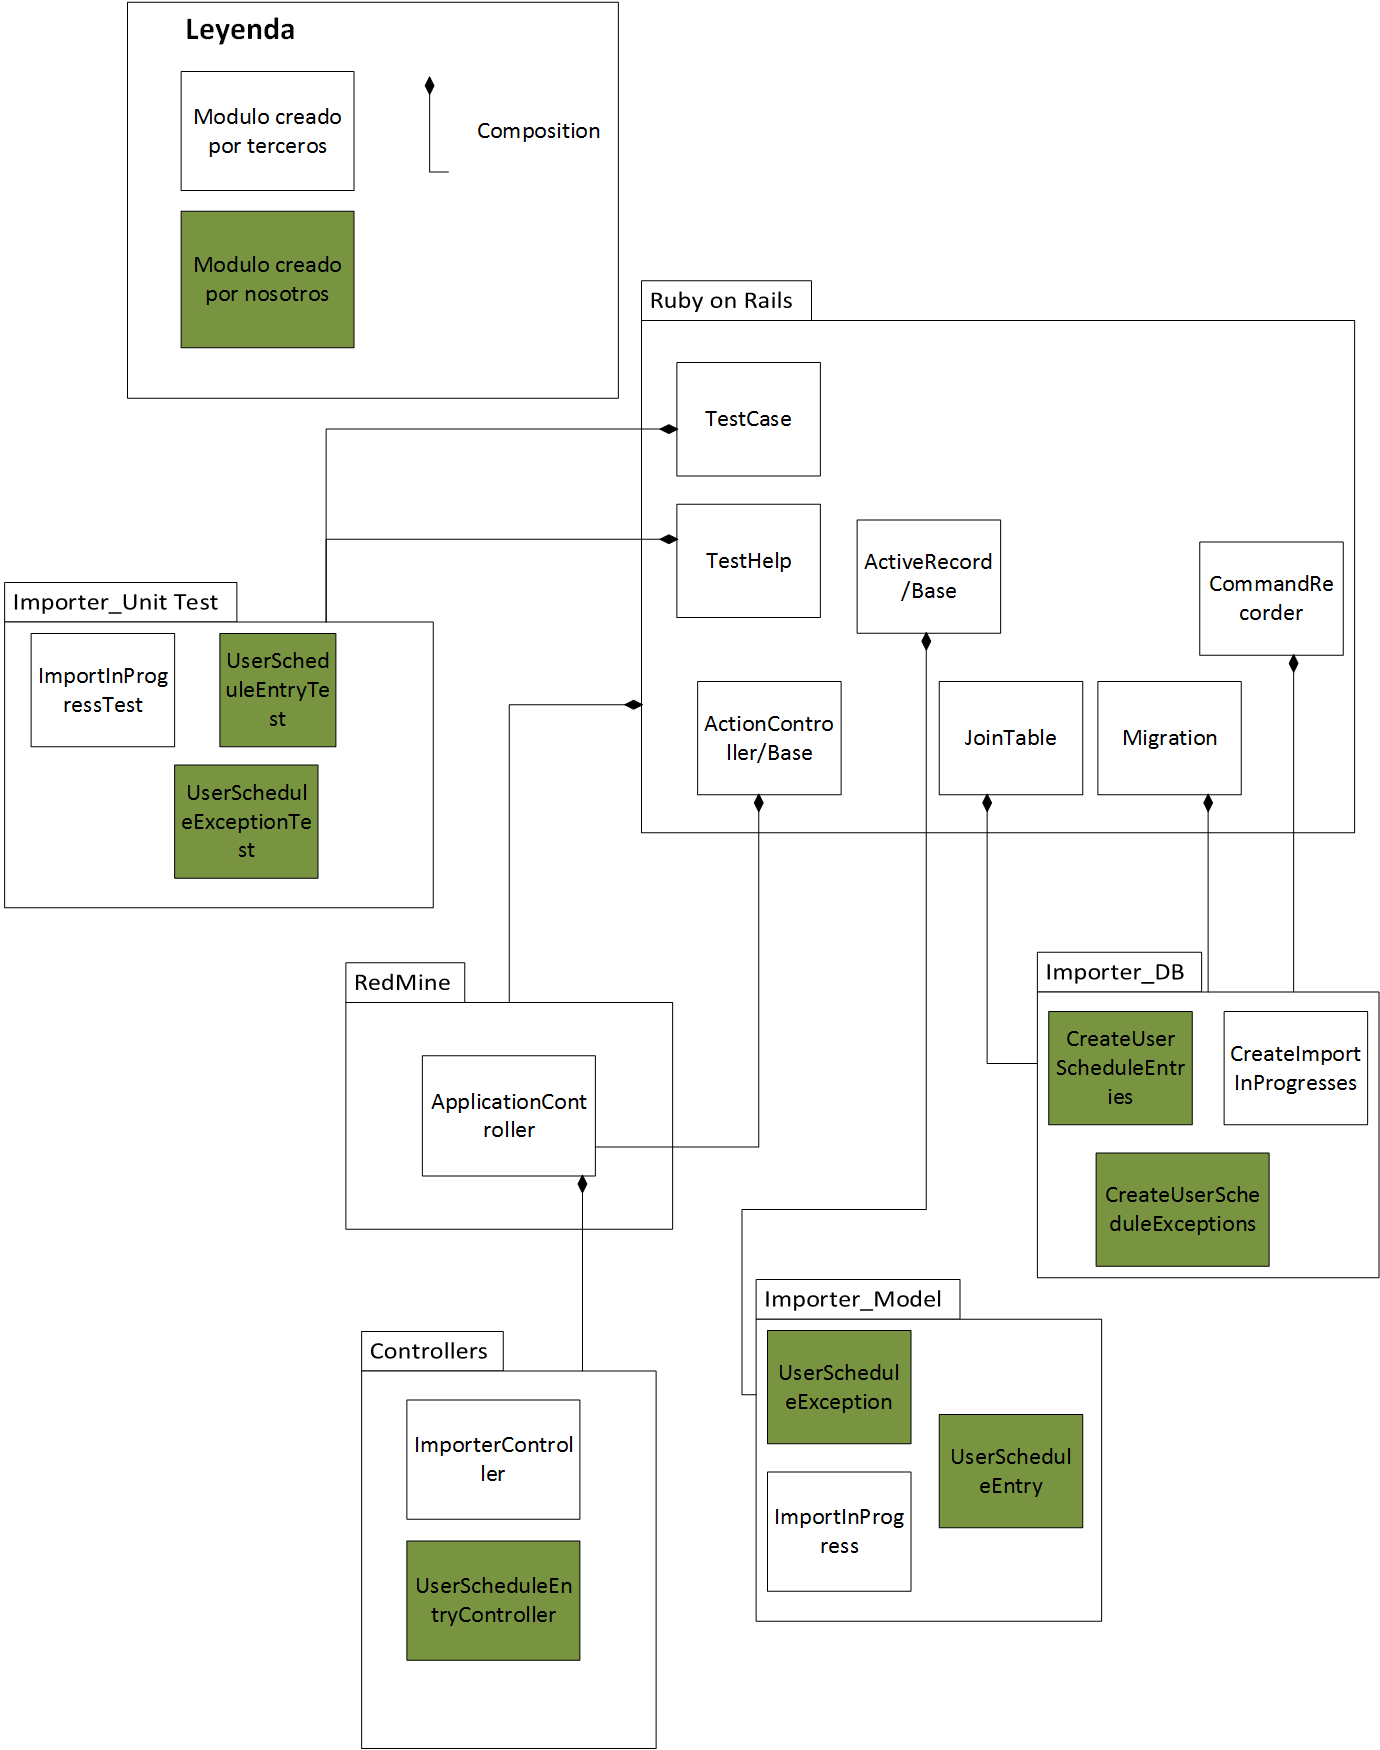 Leyenda
Modulo creado
por terceros
Composition
Modulo creado
por nosotros
Ruby on Rails
TestCase
TestHelp
ActiveRecord
/Base
CommandRe
corder
ActionContro
ller/Base
JoinTable
Migration
Importer_Unit Test
ImportInProg
ressTest
UserSched
uleEntryTe
st
UserSchedul
eExceptionTe
st
RedMine
ApplicationCont
roller
Importer_DB
CreateUser
ScheduleEntr
ies
CreateImport
InProgresses
CreateUserSche
duleExceptions
Importer_Model
UserSchedul
eException
UserSchedul
eEntry
ImportInProg
ress
Controllers
ImporterControl
ler
UserScheduleEn
tryController